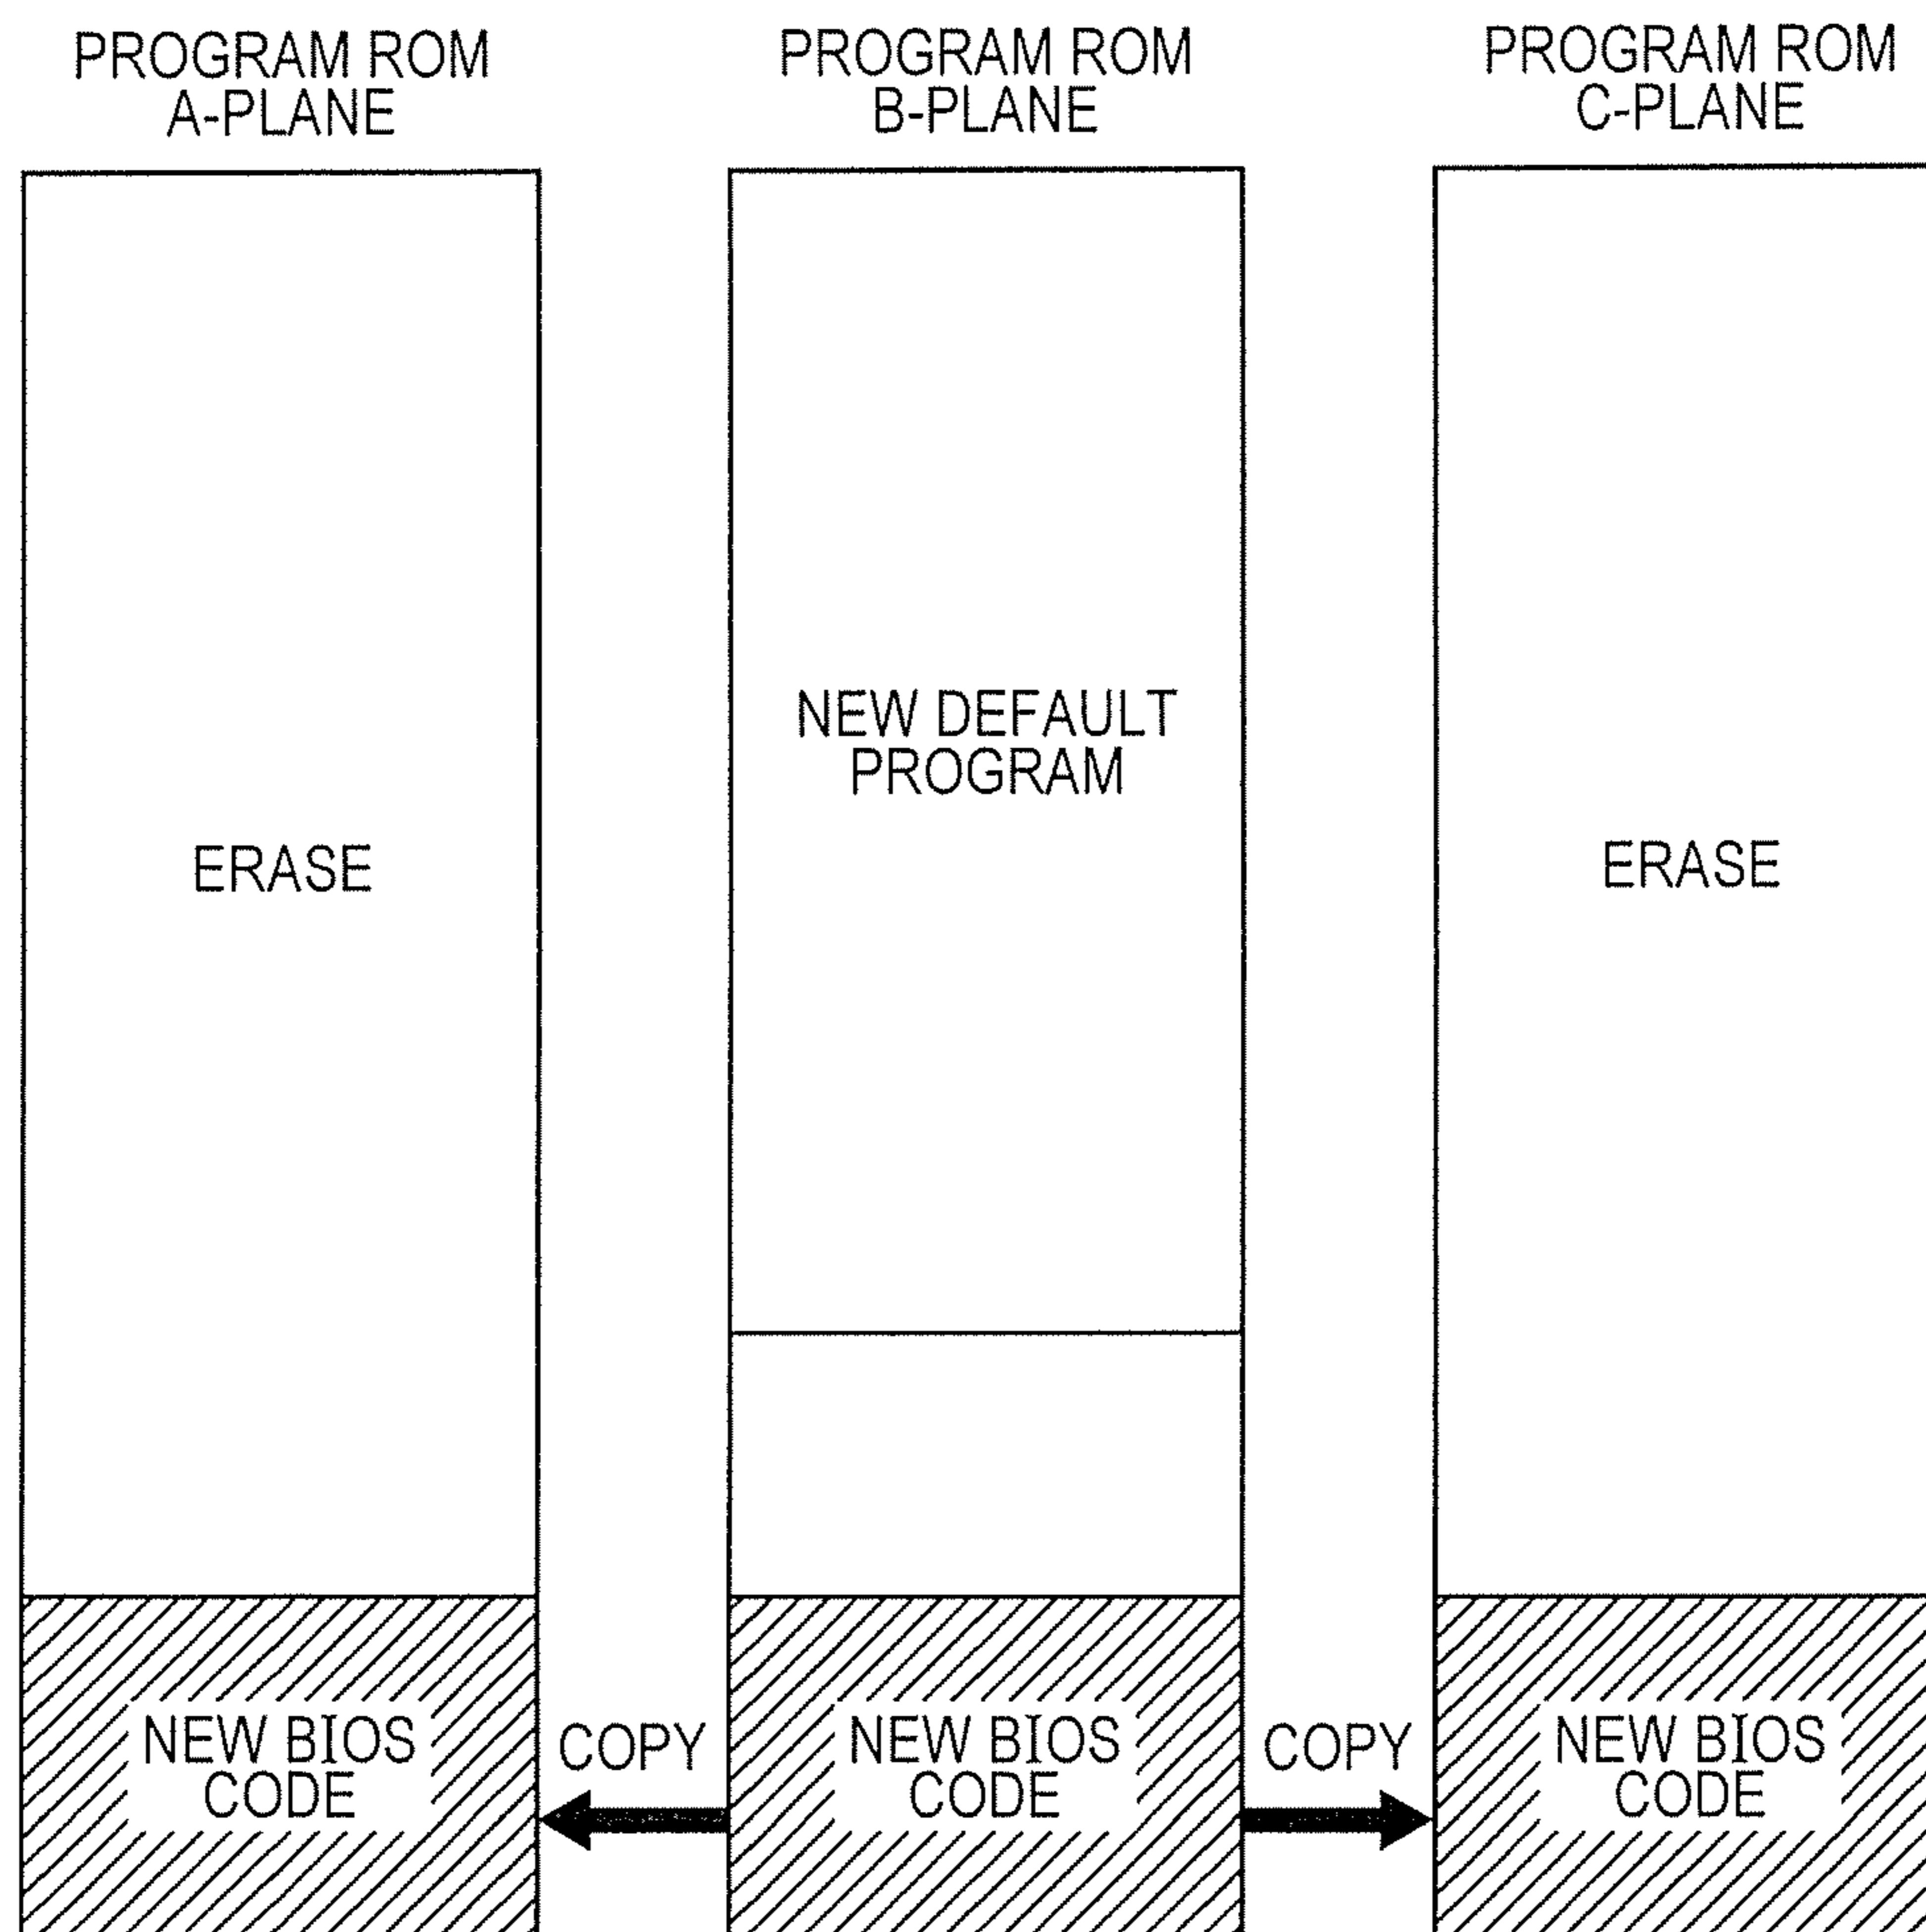 PROGRAM ROM
A-PLANE
PROGRAM ROM
B-PLANE
PROGRAM ROM
C-PLANE
NEW DEFAULT
PROGRAM
ERASE
ERASE
NEW BIOS
CODE
COPY
NEW BIOS
CODE
COPY
NEW BIOS
CODE